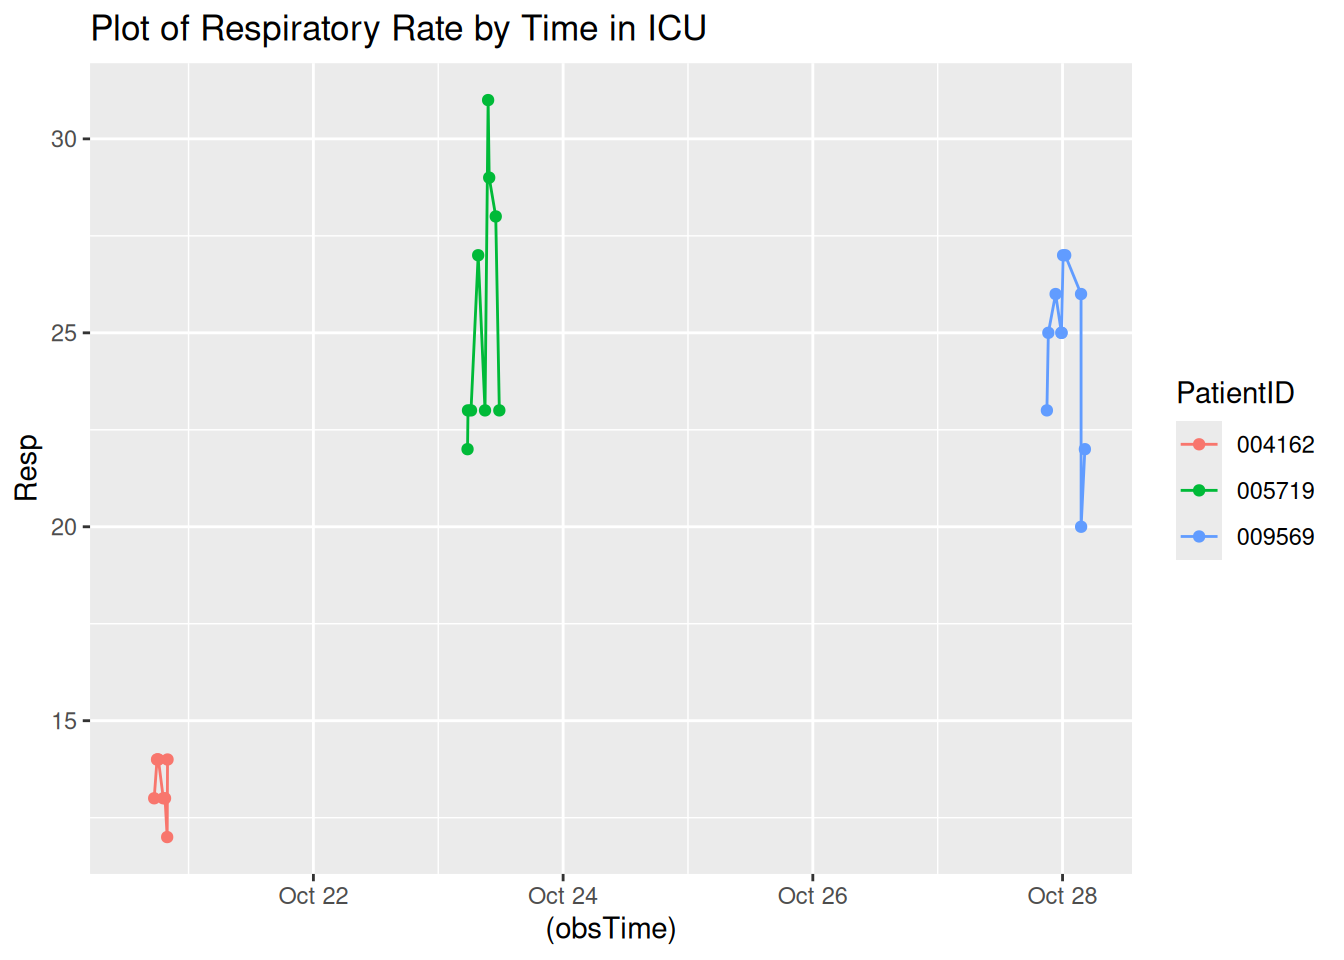 Plot of Respiratory Rate by Time in ICU
30
25
20
15
Resp
Oct 22 Oct 24 Oct 26 Oct 28
(obsTime)
PatientID
004162
005719
009569